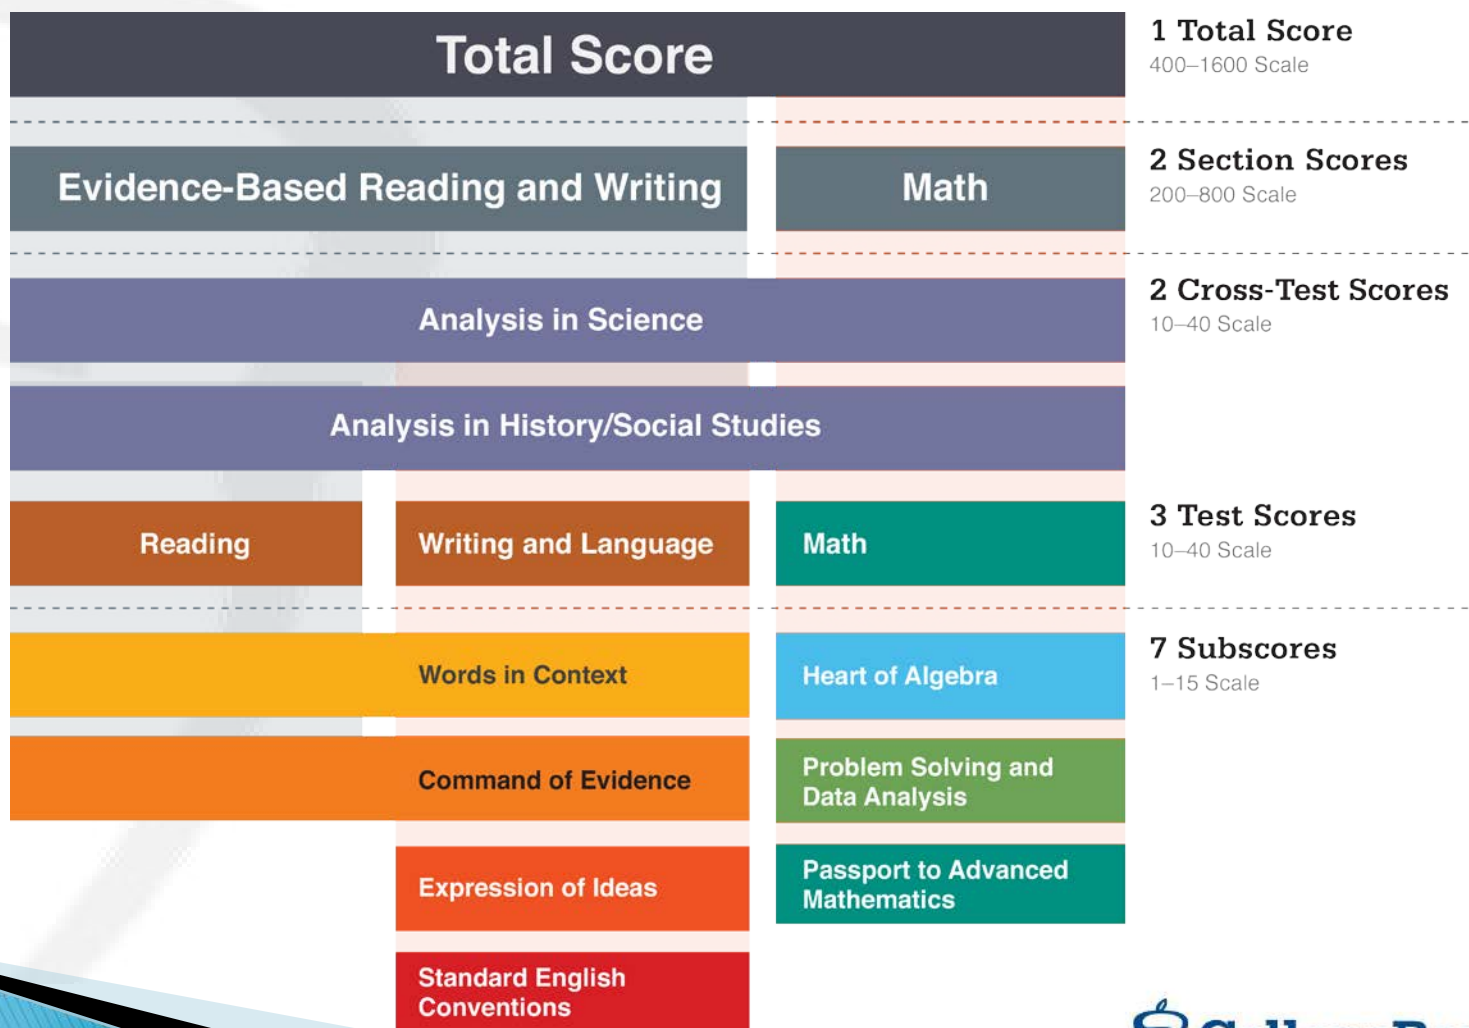 Total Score
1 Total Score
400–1600 Scale
Evidence-Based Reading and Writing
Math
2 Section Scores
200–800 Scale
Analysis in Science
2 Cross-Test Scores
10–40 Scale
Analysis in History/Social Studies
Reading
Writing and Language
Math
3 Test Scores
10–40 Scale
Words in Context
Heart of Algebra
7 Subscores
1–15 Scale
Command of Evidence
Problem Solving and
Data Analysis
Expression of Ideas
Passport to Advanced
Mathematics
Standard English
Conventions